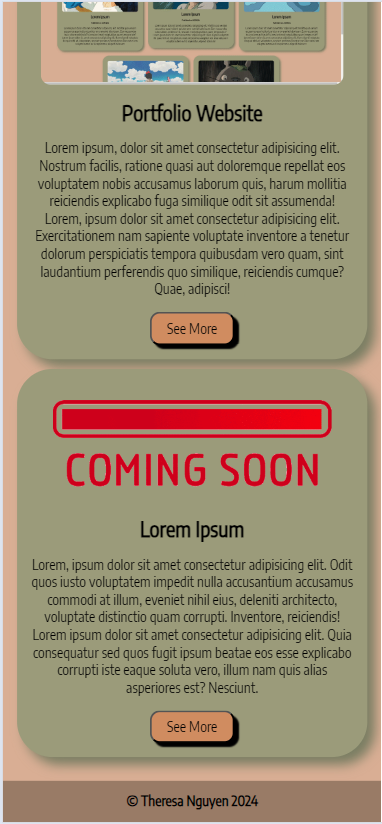 Lorem Ipsum
Portfolio Website
Lorem ipsum, dolor sit amet consectetur adipisicing elit.
Nostrum facilis, ratione quasi aut doloremque repellat eos
voluptatem nobis accusamus laborum quis, harum mollitia
reiciendis explicabo fuga similique odit sit assumenda!
Lorem, ipsum dolor sit amet consectetur adipisicing elit.
Exercitationem nam sapiente voluptate inventore a tenetur
dolorum perspiciatis tempora quibusdam vero quam, sint
laudantium perferendis quo similique, reiciendis cumque?
Quae, adipisci!
See More
COMING SOON
Lorem Ipsum
Lorem, ipsum dolor sit amet consectetur adipisicing elit. Odit
quos iusto voluptatem impedit nulla accusantium accusamus
commodi at illum, eveniet nihil eius, deleniti architecto,
voluptate distinctio quam corrupti. Inventore, reiciendis!
Lorem ipsum dolor sit amet consectetur adipisicing elit. Quia
consequatur sed quos fugit ipsum beatae eos esse explicabo
corrupti iste eaque soluta vero, illum nam quis alias
asperiores est? Nesciunt.
See More
© Theresa Nguyen 2024